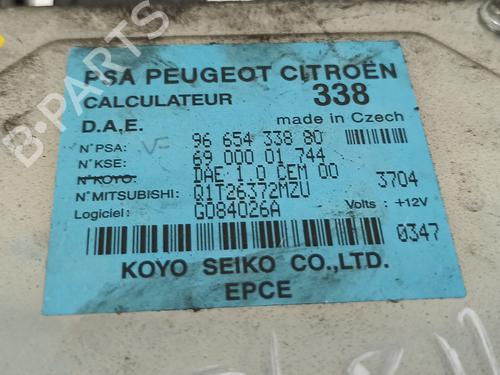 PSA PEUGEOT CITROËN
CALCULATEUR 338
D.A.E. made in Czech
N°PSA: 96 654 338 80
N°KSE: 69 000 01 744
N°KOYO: DAE 1.0 CEM 00 3704
N°MITSUBISHI: Q1T26372MZU
Logiciel: G084026A Volts : +12V
0347
KOYO SEIKO CO.,LTD.
EPCE
B-PARTS